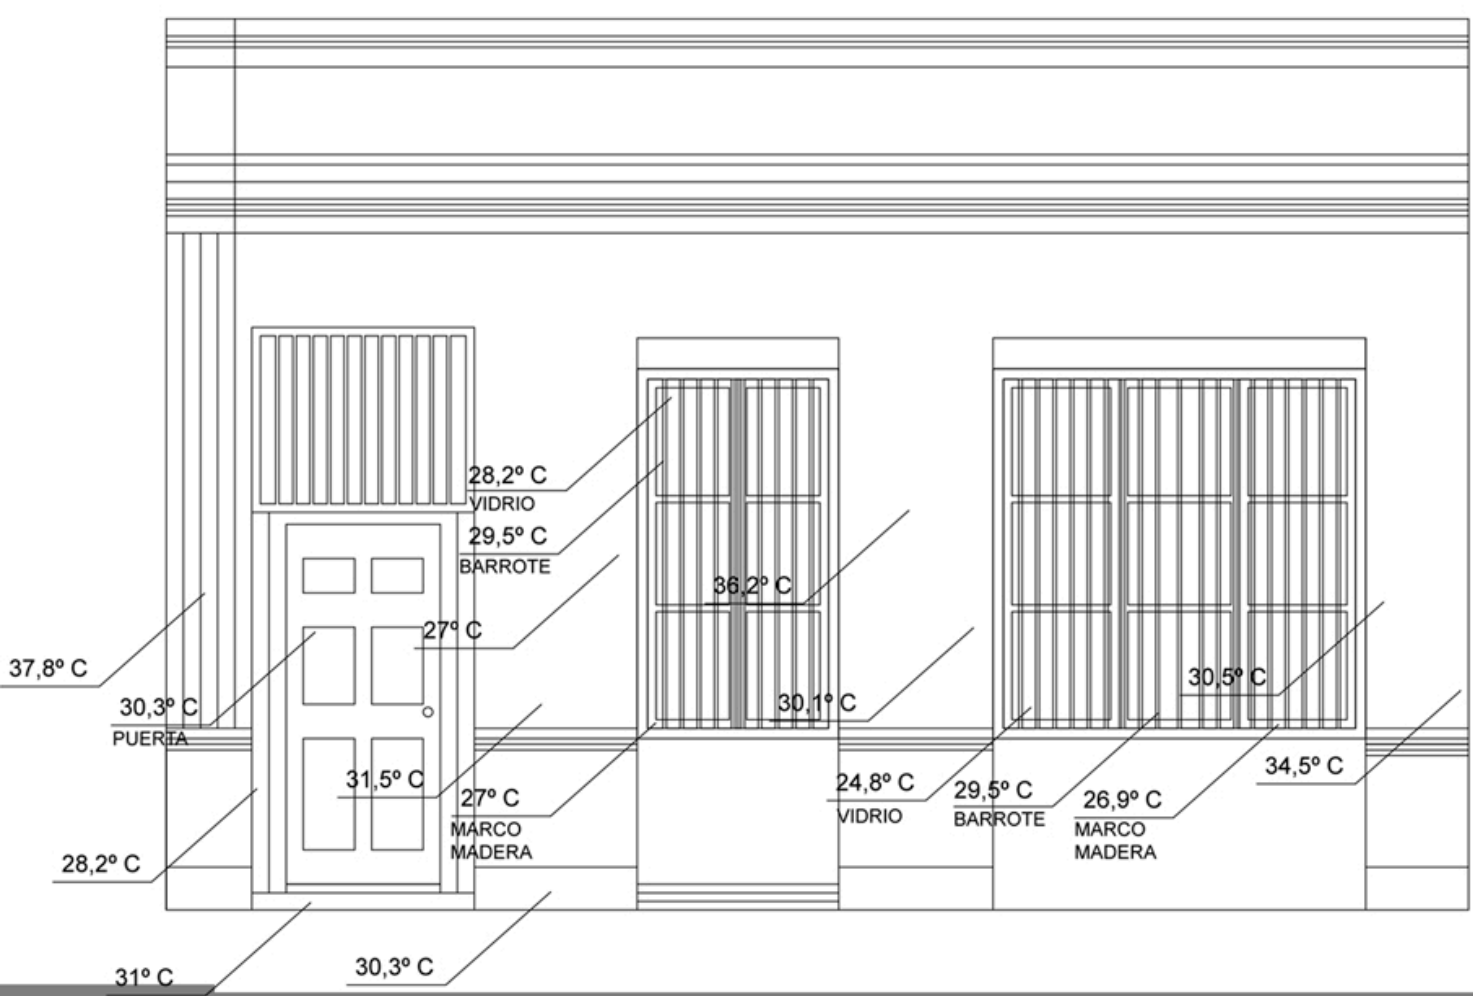 28,2º C
VIDRIO
29,5º C
BARROTE
36,2º C
27º C
37,8º C
30,3º C
PUERTA
30,1º C
30,5º C
31,5º C
27º C
MARCO
MADERA
24,8º C
VIDRIO
29,5º C
BARROTE
26,9º C
MARCO
MADERA
34,5º C
28,2º C
31º C
30,3º C